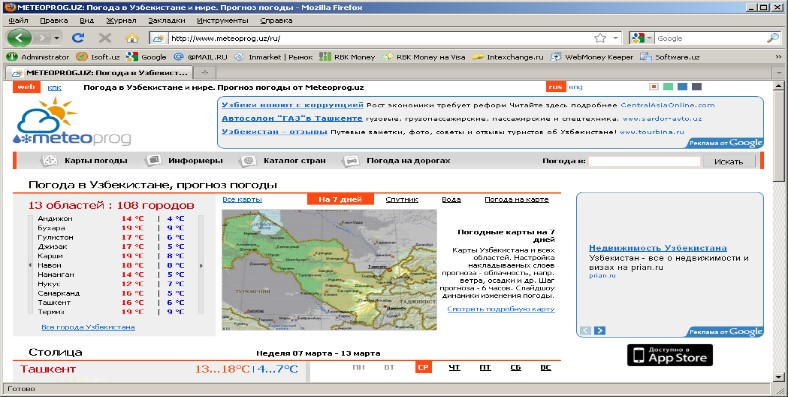 METEOPROG.UZ: Погода в Узбекистане и мире. Прогноз погоды - Mozilla Firefox
Файл Правка Вид Журнал Закладки Инструменты Справка
http://www.meteoprog.uz/ru/
Google
Administrator Isoft.uz Google @MAIL.RU Inmarket | Рынок RBK Money RBK Money на Visa Intexchange.ru WebMoney Keeper Software.uz
METEOPROG.UZ: Погода в Узбекист...
web кпк Погода в Узбекистане и мире. Прогноз погоды от Meteoprog.uz rus eng
meteoprog
Узбеки воюют с коррупцией Рост экономики требует реформ Читайте здесь подробнее CentralAsiaOnline.com
Автосалон "ГАЗ"в Ташкенте грузовые, грузопассажирские, пассажирские и спецтехника. www.sardor-avto.uz
Узбекистан - отзывы Путевые заметки, фото, советы и отзывы туристов об Узбекистане! www.tourbina.ru
Реклама от Google
Карты погоды Информеры Каталог стран Погода на дорогах Погода в: Искать
Погода в Узбекистане, прогноз погоды
13 областей : 108 городов
Андижон 14 °C | 4 °C
Бухара 19 °C | 9 °C
Гулистон 17 °C | 6 °C
Джизак 17 °C | 5 °C
Карши 19 °C | 8 °C
Навои 18 °C | 8 °C
Наманган 14 °C | 5 °C
Нукус 12 °C | 7 °C
Самарканд 16 °C | 5 °C
Ташкент 16 °C | 6 °C
Термиз 19 °C | 9 °C
Все города Узбекистана
Все карты На 7 дней Спутник Вода Погода на карте
Погодные карты на 7
дней
Карты Узбекистана и всех
областей. Настройка
накладываемых слоев
прогноза - облачность, напр.
ветра, осадки и др. Шаг
прогноза - 6 часов. Слайдшоу
динамики изменения погоды.
Смотреть подробную карту
Недвижимость Узбекистана
Узбекистан - все о недвижимости и
визах на prian.ru
prian.ru
Реклама от Google
Доступно в
App Store
Столица Неделя 07 марта - 13 марта
Ташкент 13...18°C|4...7°C ПН ВТ СР ЧТ ПТ СБ ВС
Готово